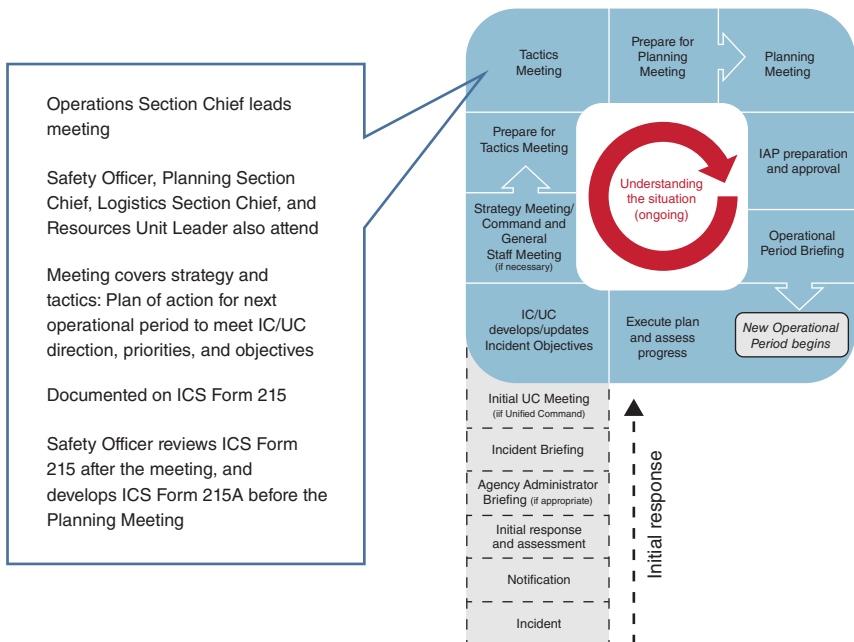 Operations Section Chief leads
meeting
Safety Officer, Planning Section
Chief, Logistics Section Chief, and
Resources Unit Leader also attend
Meeting covers strategy and
tactics: Plan of action for next
operational period to meet IC/UC
direction, priorities, and objectives
Documented on ICS Form 215
Safety Officer reviews ICS Form
215 after the meeting, and
develops ICS Form 215A before the
Planning Meeting
Tactics
Meeting
Prepare for
Planning
Meeting
Planning
Meeting
Prepare for
Tactics Meeting
Understanding
the situation
(ongoing)
IAP preparation
and approval
Strategy Meeting/
Command and
General
Staff Meeting
(if necessary)
Operational
Period Briefing
IC/UC
develops/updates
Incident Objectives
Execute plan
and assess
progress
New Operational
Period begins
Initial UC Meeting
(iif Unified Command)
Incident Briefing
Agency Administrator
Briefing (if appropriate)
Initial response
and assessment
Notification
Incident
Initial response